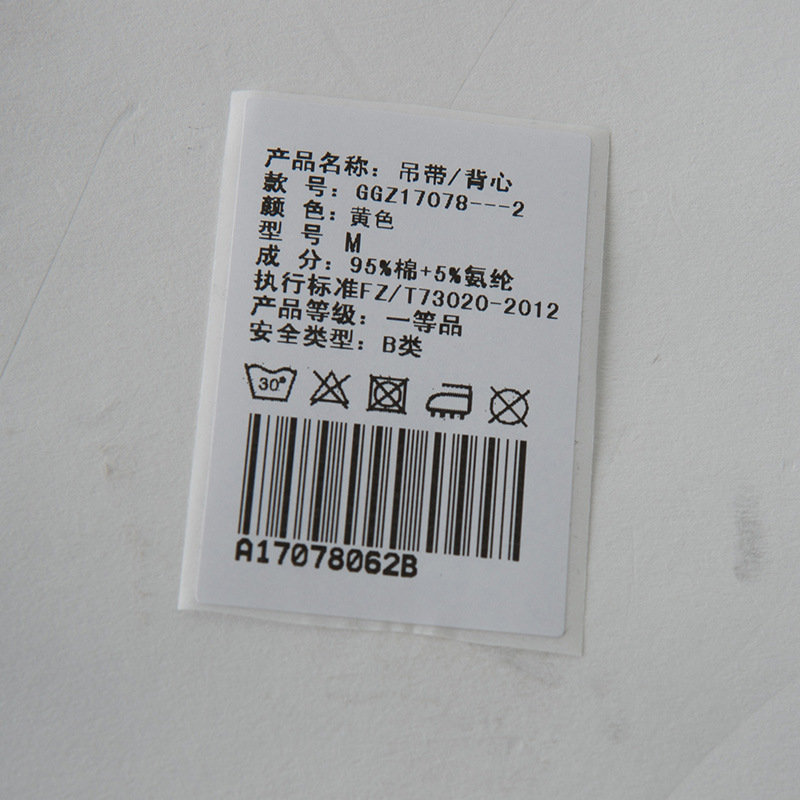 产品名称：吊带/背心
款 号：GGZ17078---2
颜 色：黄色
型 号 M
成 分：95%棉+5%氨纶
执行标准FZ/T73020-2012
产品等级：一等品
安全类型：B类
30°
A17078062B